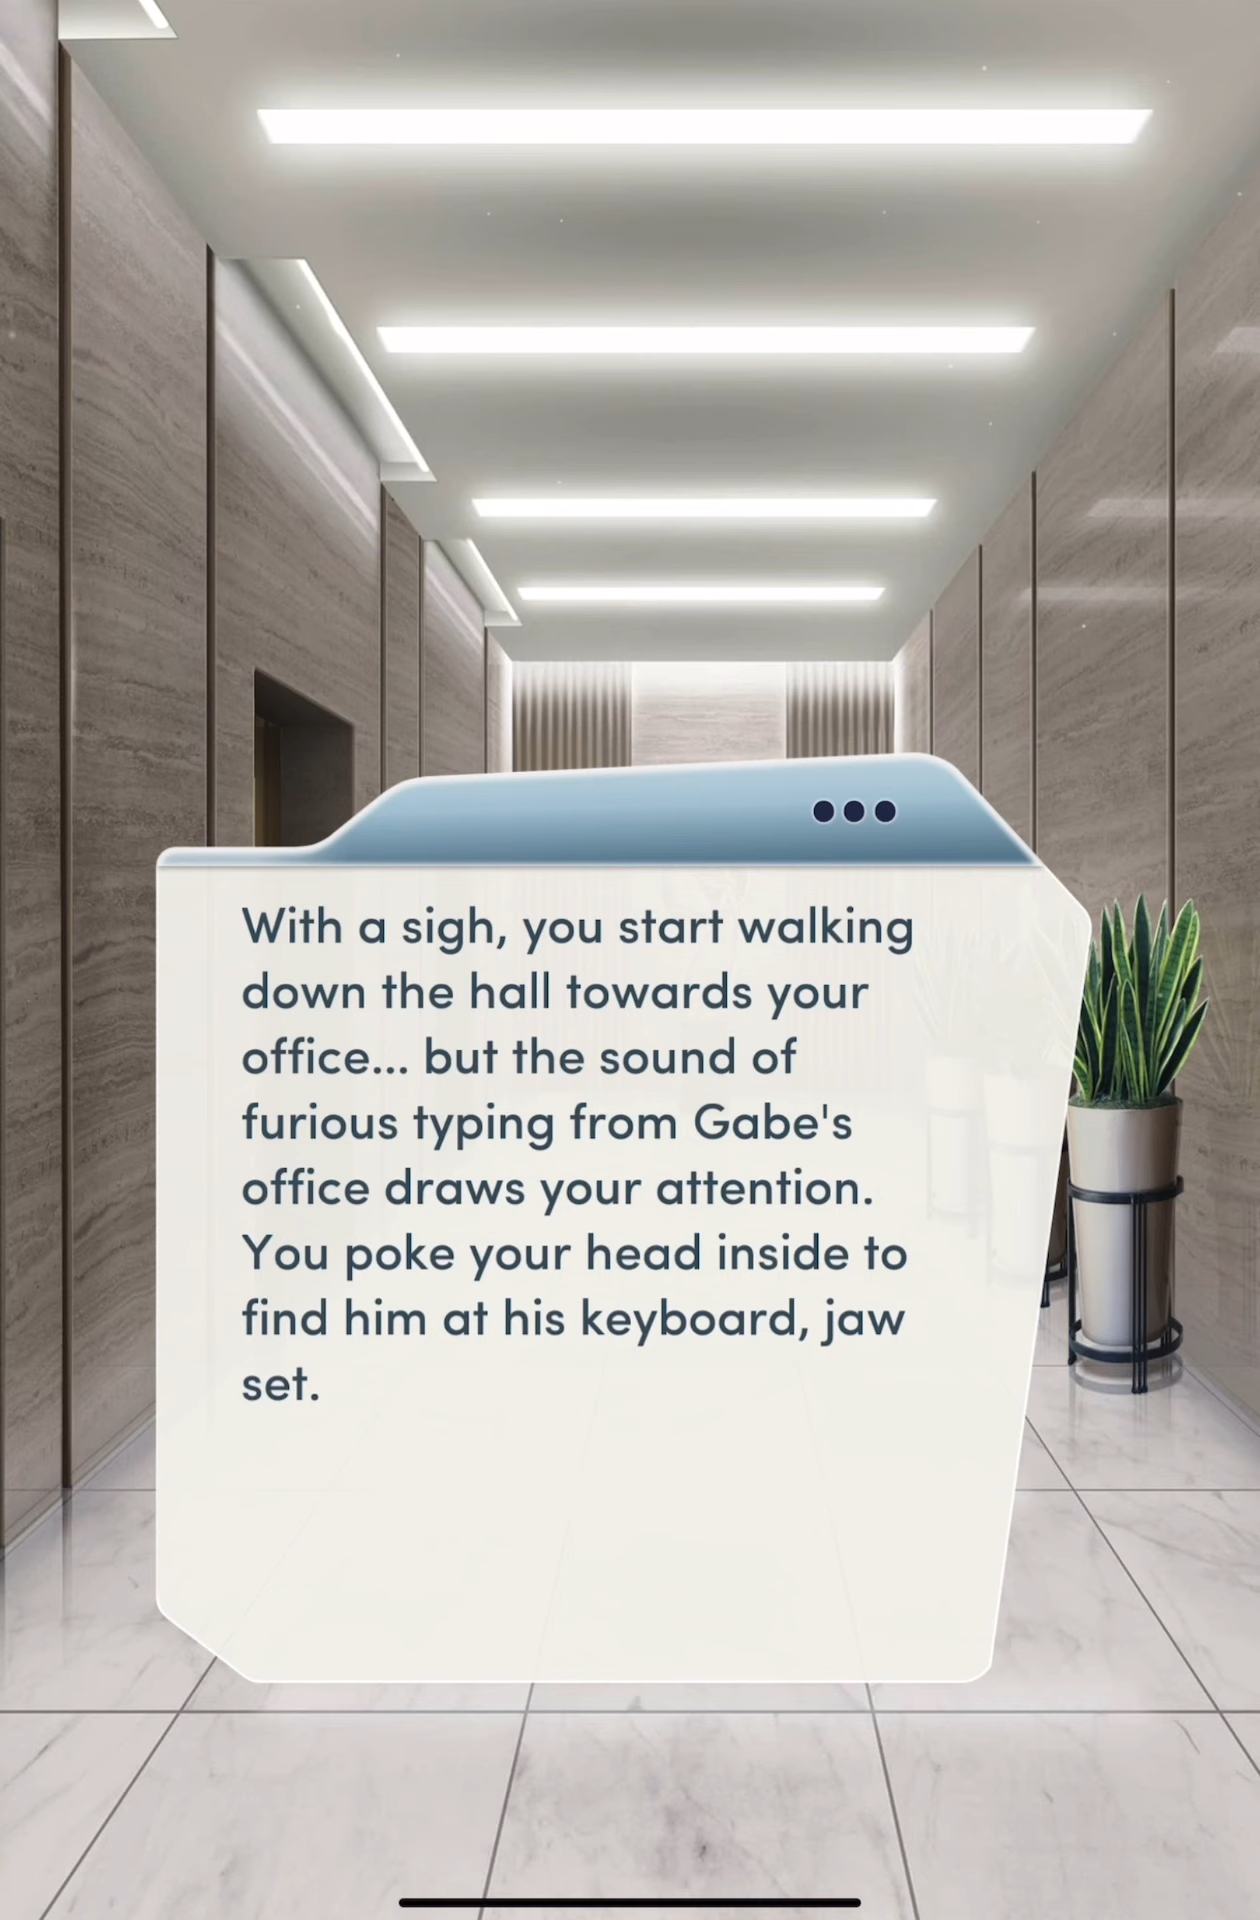 With a sigh, you start walking
down the hall towards your
office... but the sound of
furious typing from Gabe's
office draws your attention.
You poke your head inside to
find him at his keyboard, jaw
set.